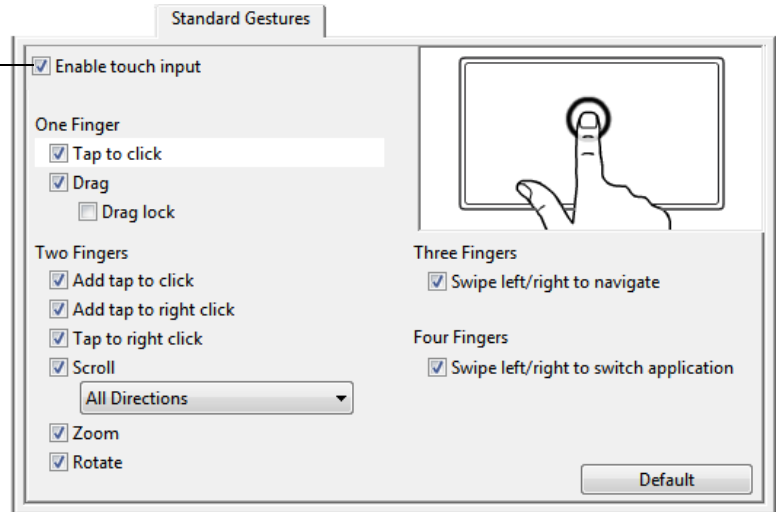 Standard Gestures
Enable touch input
One Finger
Tap to click
Drag
Drag lock
Two Fingers
Add tap to click
Add tap to right click
Tap to right click
Scroll
All Directions
Zoom
Rotate
Three Fingers
Swipe left/right to navigate
Four Fingers
Swipe left/right to switch application
Default